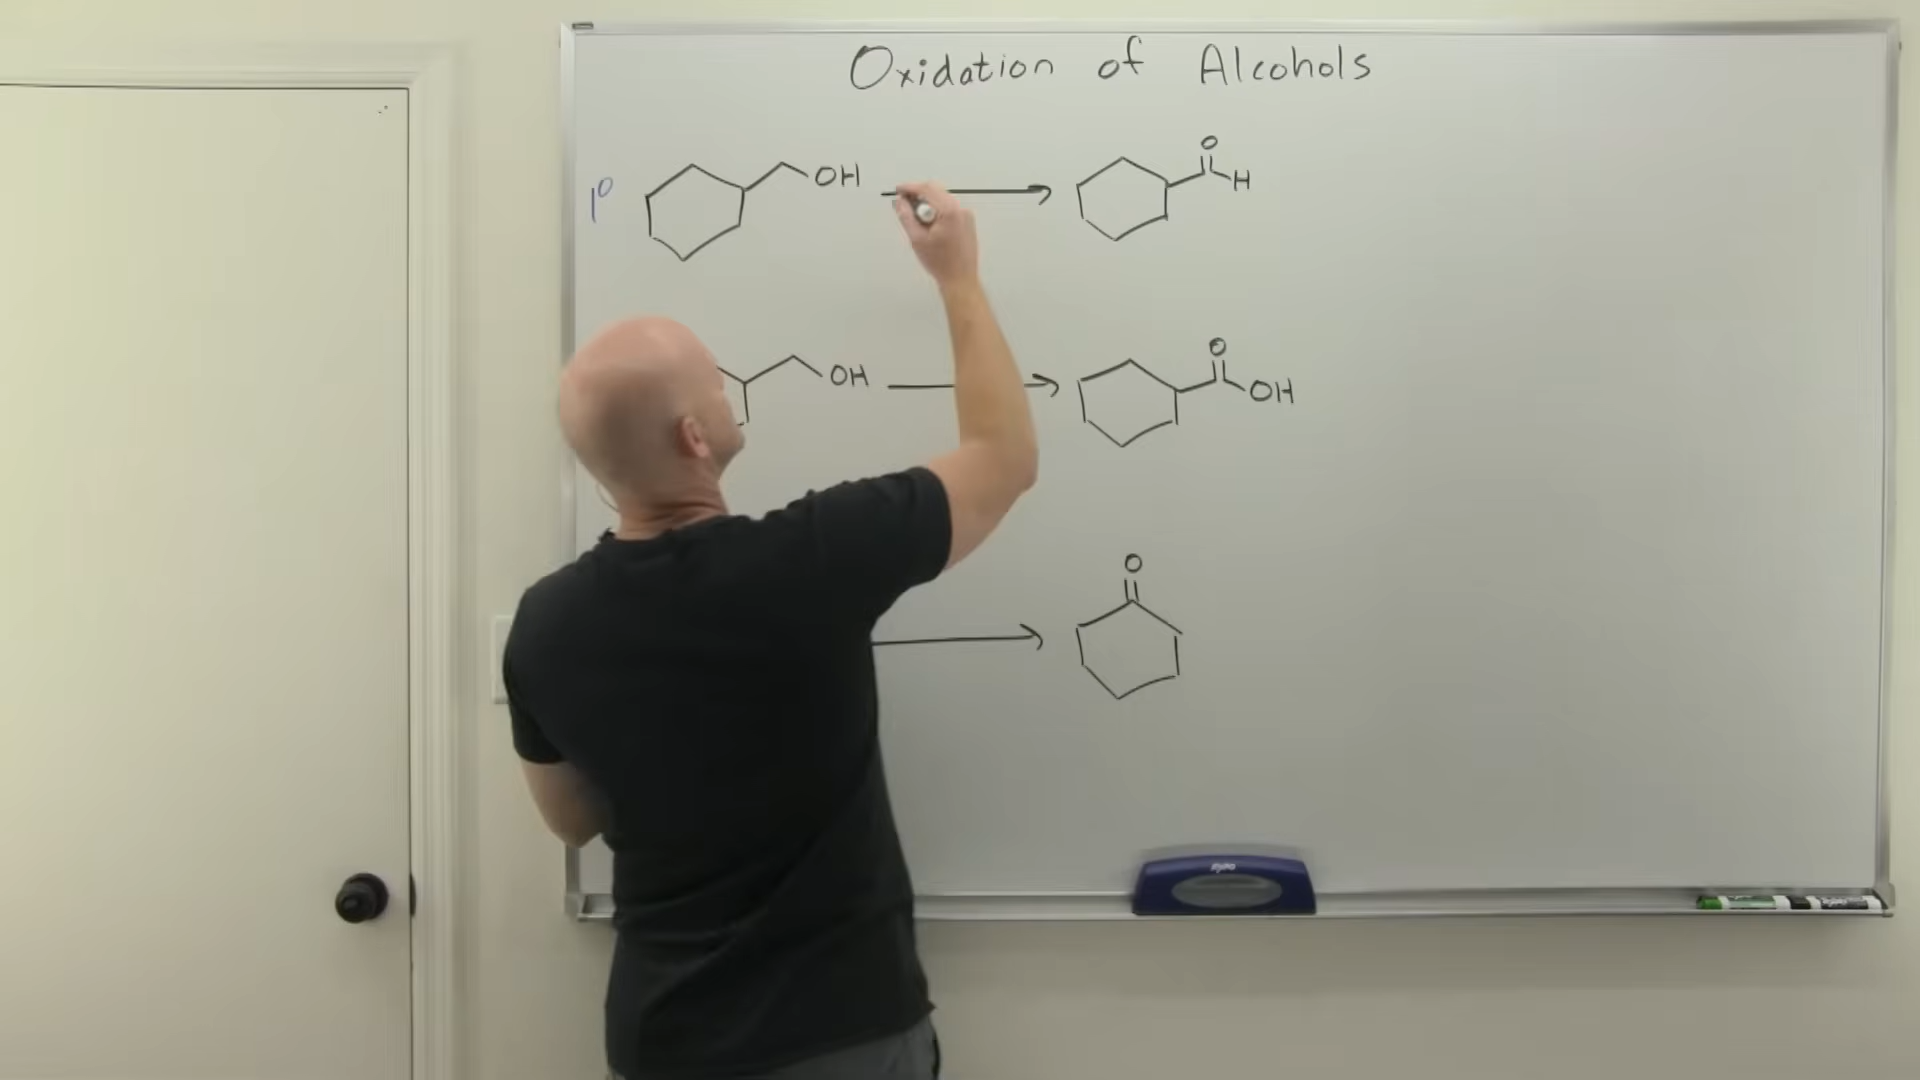 Oxidation of Alcohols
1° OH O H
OH O OH
O